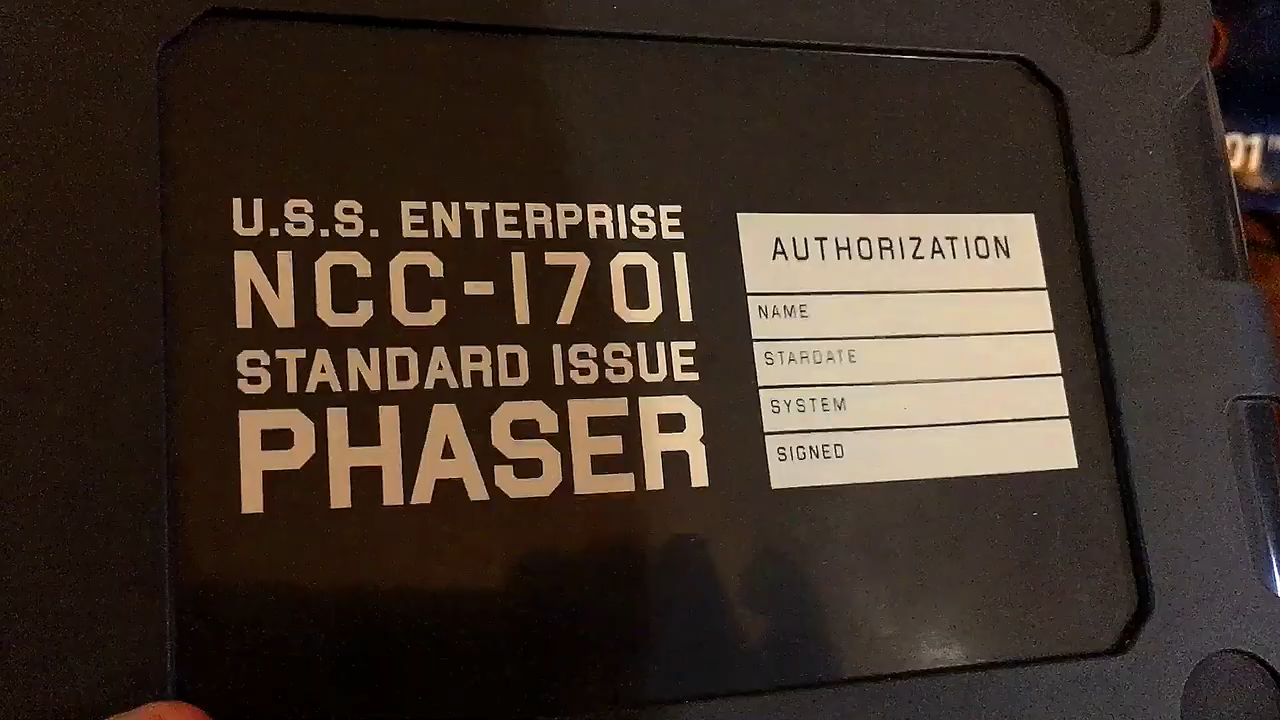 U.S.S. ENTERPRISE
NCC-1701
STANDARD ISSUE
PHASER
AUTHORIZATION
NAME
STARDATE
SYSTEM
SIGNED